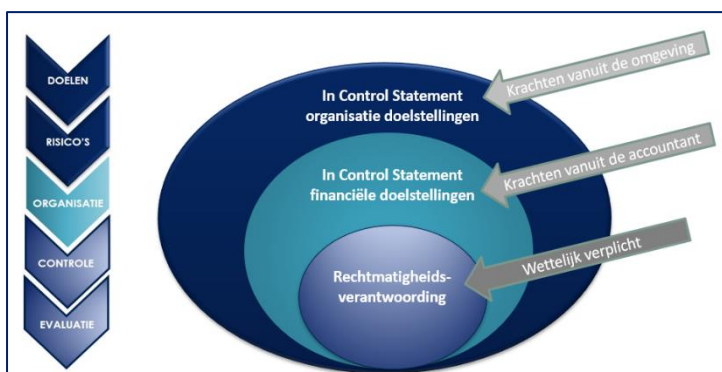 DOELEN
RISICO'S
ORGANISATIE
CONTROLE
EVALUATIE
In Control Statement
organisatie doelstellingen
In Control Statement
financiële doelstellingen
Rechtmatigheids-
verantwoording
Krachten vanuit de omgeving
Krachten vanuit de accountant
Wettelijk verplicht